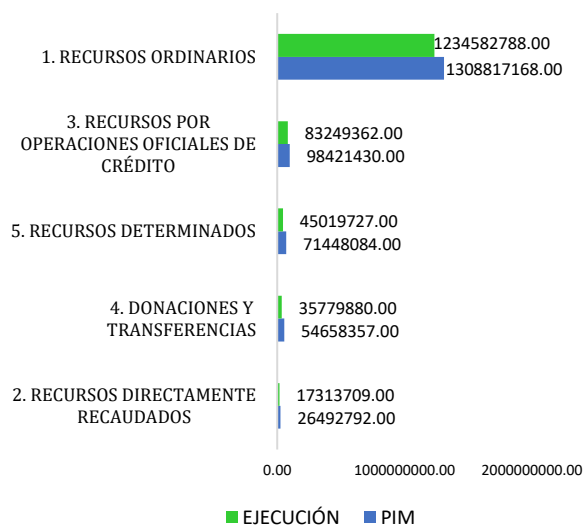 1. RECURSOS ORDINARIOS
1234582788.00
1308817168.00
3. RECURSOS POR
OPERACIONES OFICIALES DE
CRÉDITO
83249362.00
98421430.00
5. RECURSOS DETERMINADOS
45019727.00
71448084.00
4. DONACIONES Y
TRANSFERENCIAS
35779880.00
54658357.00
2. RECURSOS DIRECTAMENTE
RECAUDADOS
17313709.00
26492792.00
0.00 1000000000.00 2000000000.00
EJECUCIÓN PIM